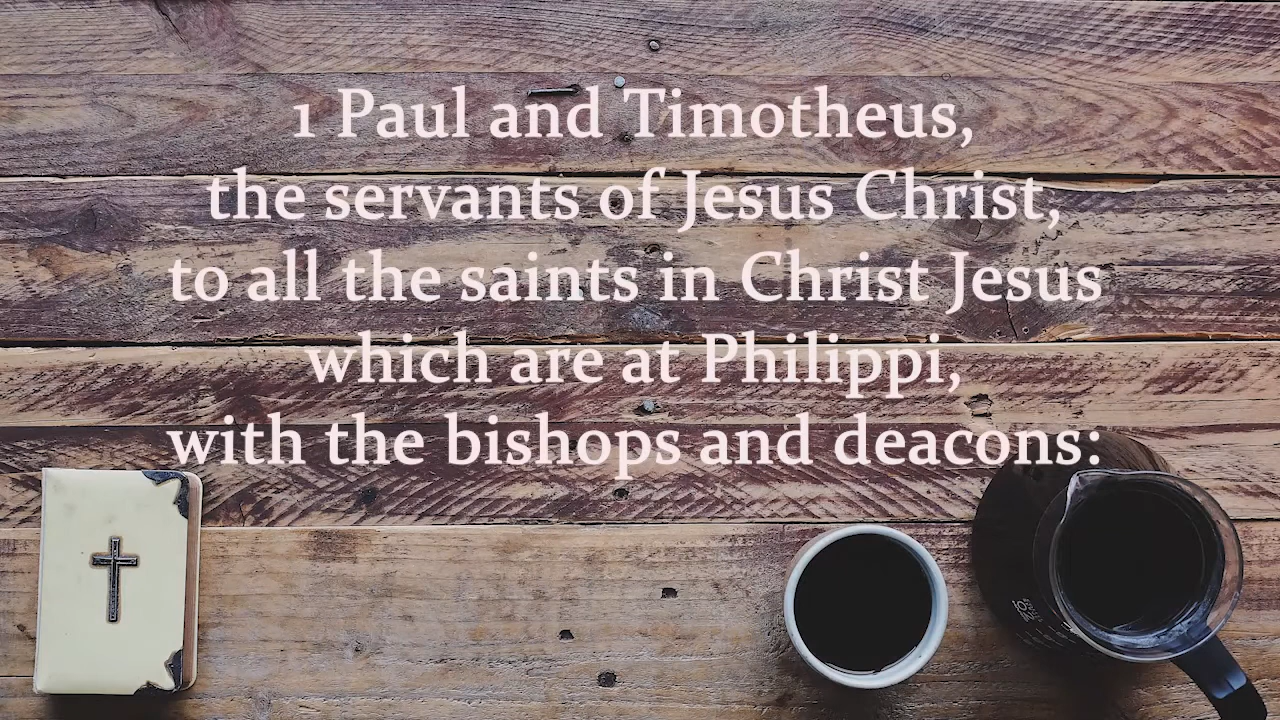 1 Paul and Timotheus,
the servants of Jesus Christ,
to all the saints in Christ Jesus
which are at Philippi,
with the bishops and deacons: